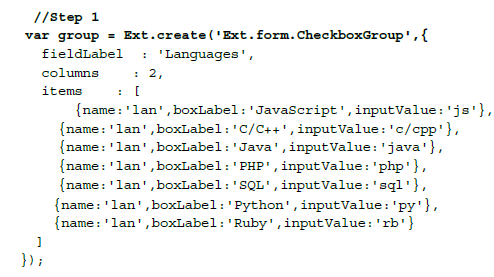 //Step 1
var group = Ext.create('Ext.form.CheckboxGroup',{
fieldLabel : 'Languages',
columns : 2,
items : [
{name:'lan',boxLabel:'JavaScript',inputValue:'js'},
{name:'lan',boxLabel:'C/C++',inputValue:'c/cpp'},
{name:'lan',boxLabel:'Java',inputValue:'java'},
{name:'lan',boxLabel:'PHP',inputValue:'php'},
{name:'lan',boxLabel:'SQL',inputValue:'sql'},
{name:'lan',boxLabel:'Python',inputValue:'py'},
{name:'lan',boxLabel:'Ruby',inputValue:'rb'}
]
});